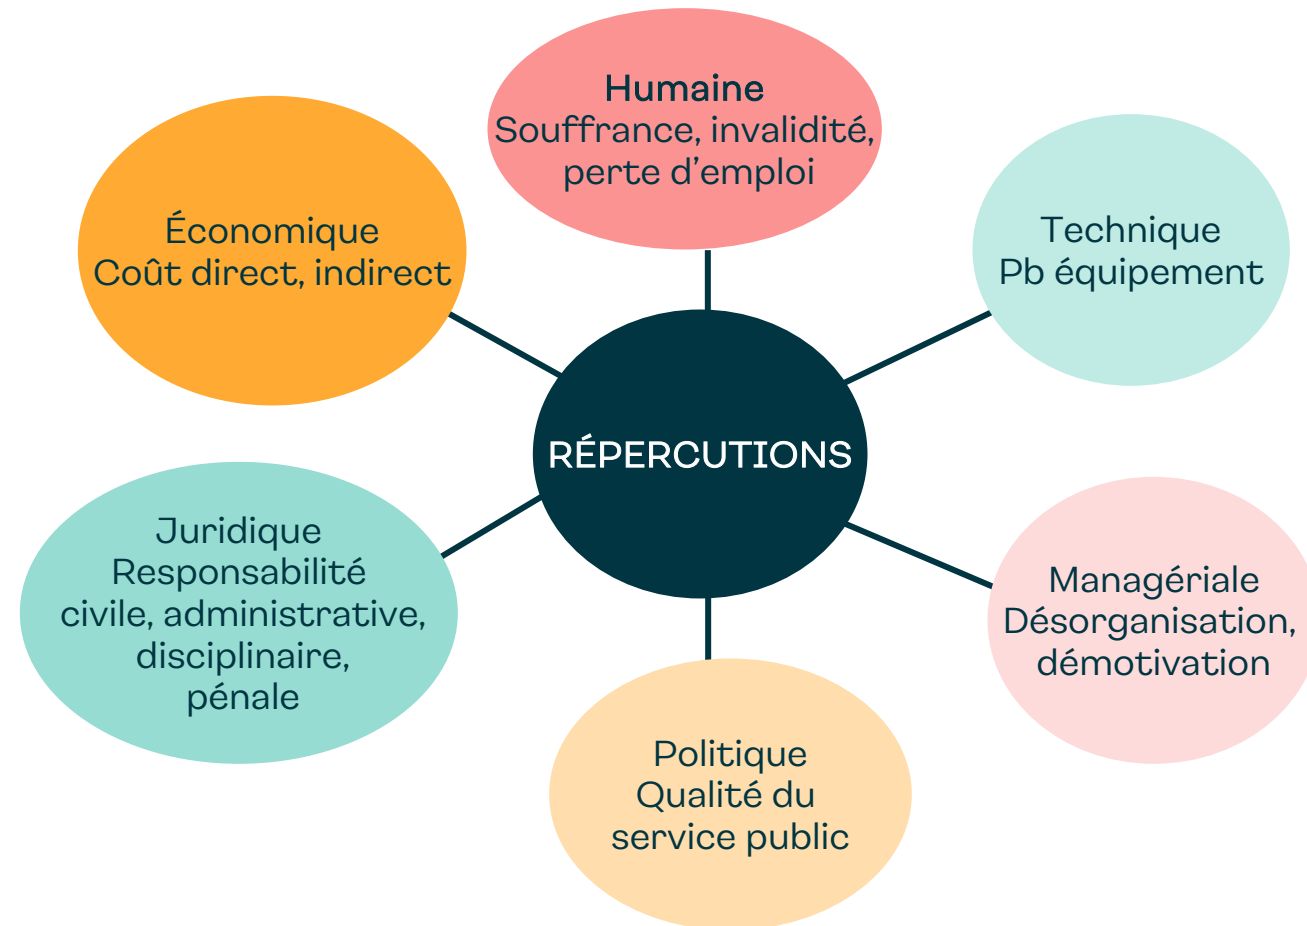 Humaine
Souffrance, invalidité,
perte d'emploi
Économique
Coût direct, indirect
Technique
Pb équipement
RÉPERCUTIONS
Juridique
Responsabilité
civile, administrative,
disciplinaire,
pénale
Managériale
Désorganisation,
démotivation
Politique
Qualité du
service public